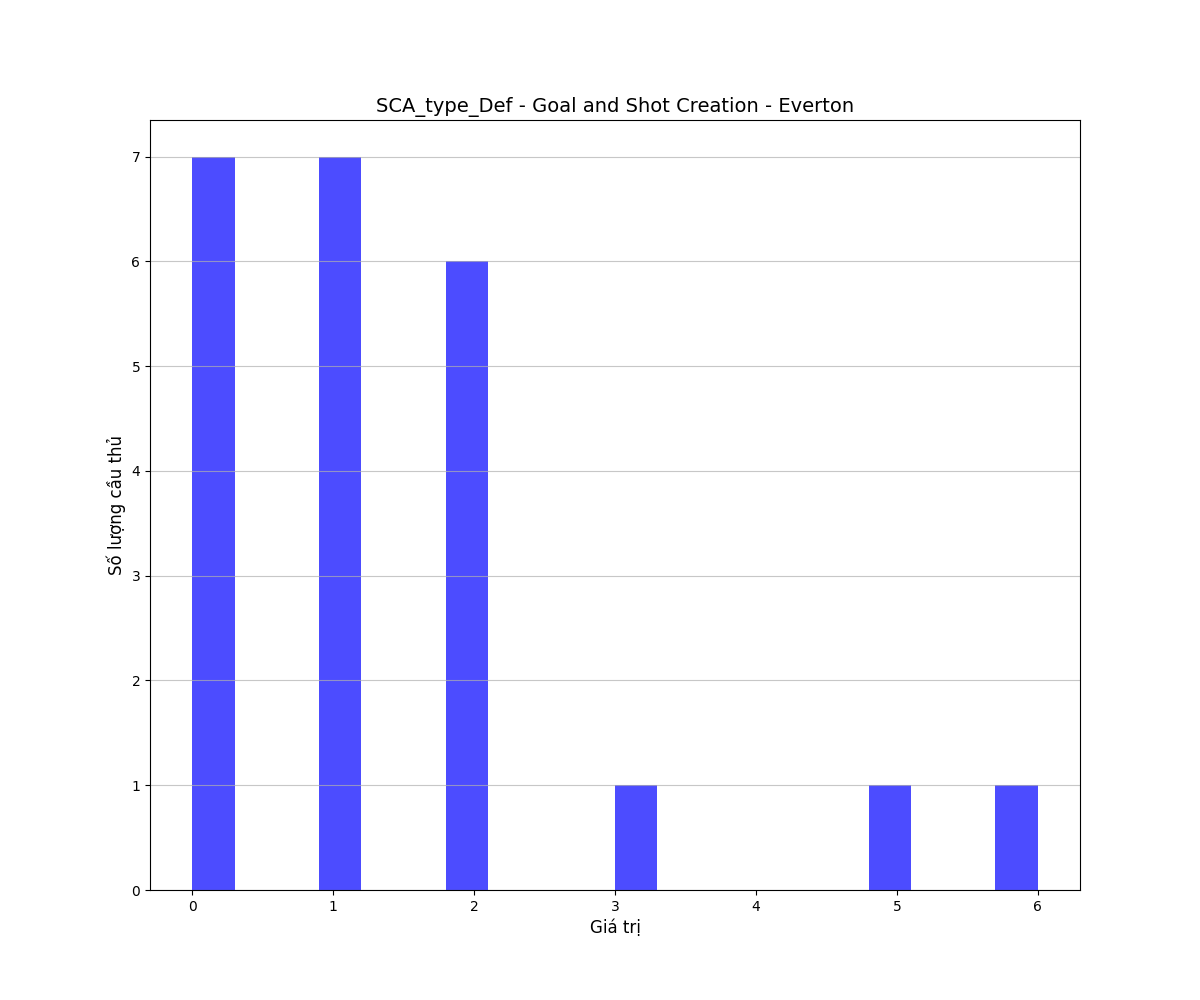 SCA_type_Def - Goal and Shot Creation - Everton
7
6
5
4
3
2
1
0
Số lượng cầu thủ
0 1 2 3 4 5 6
Giá trị